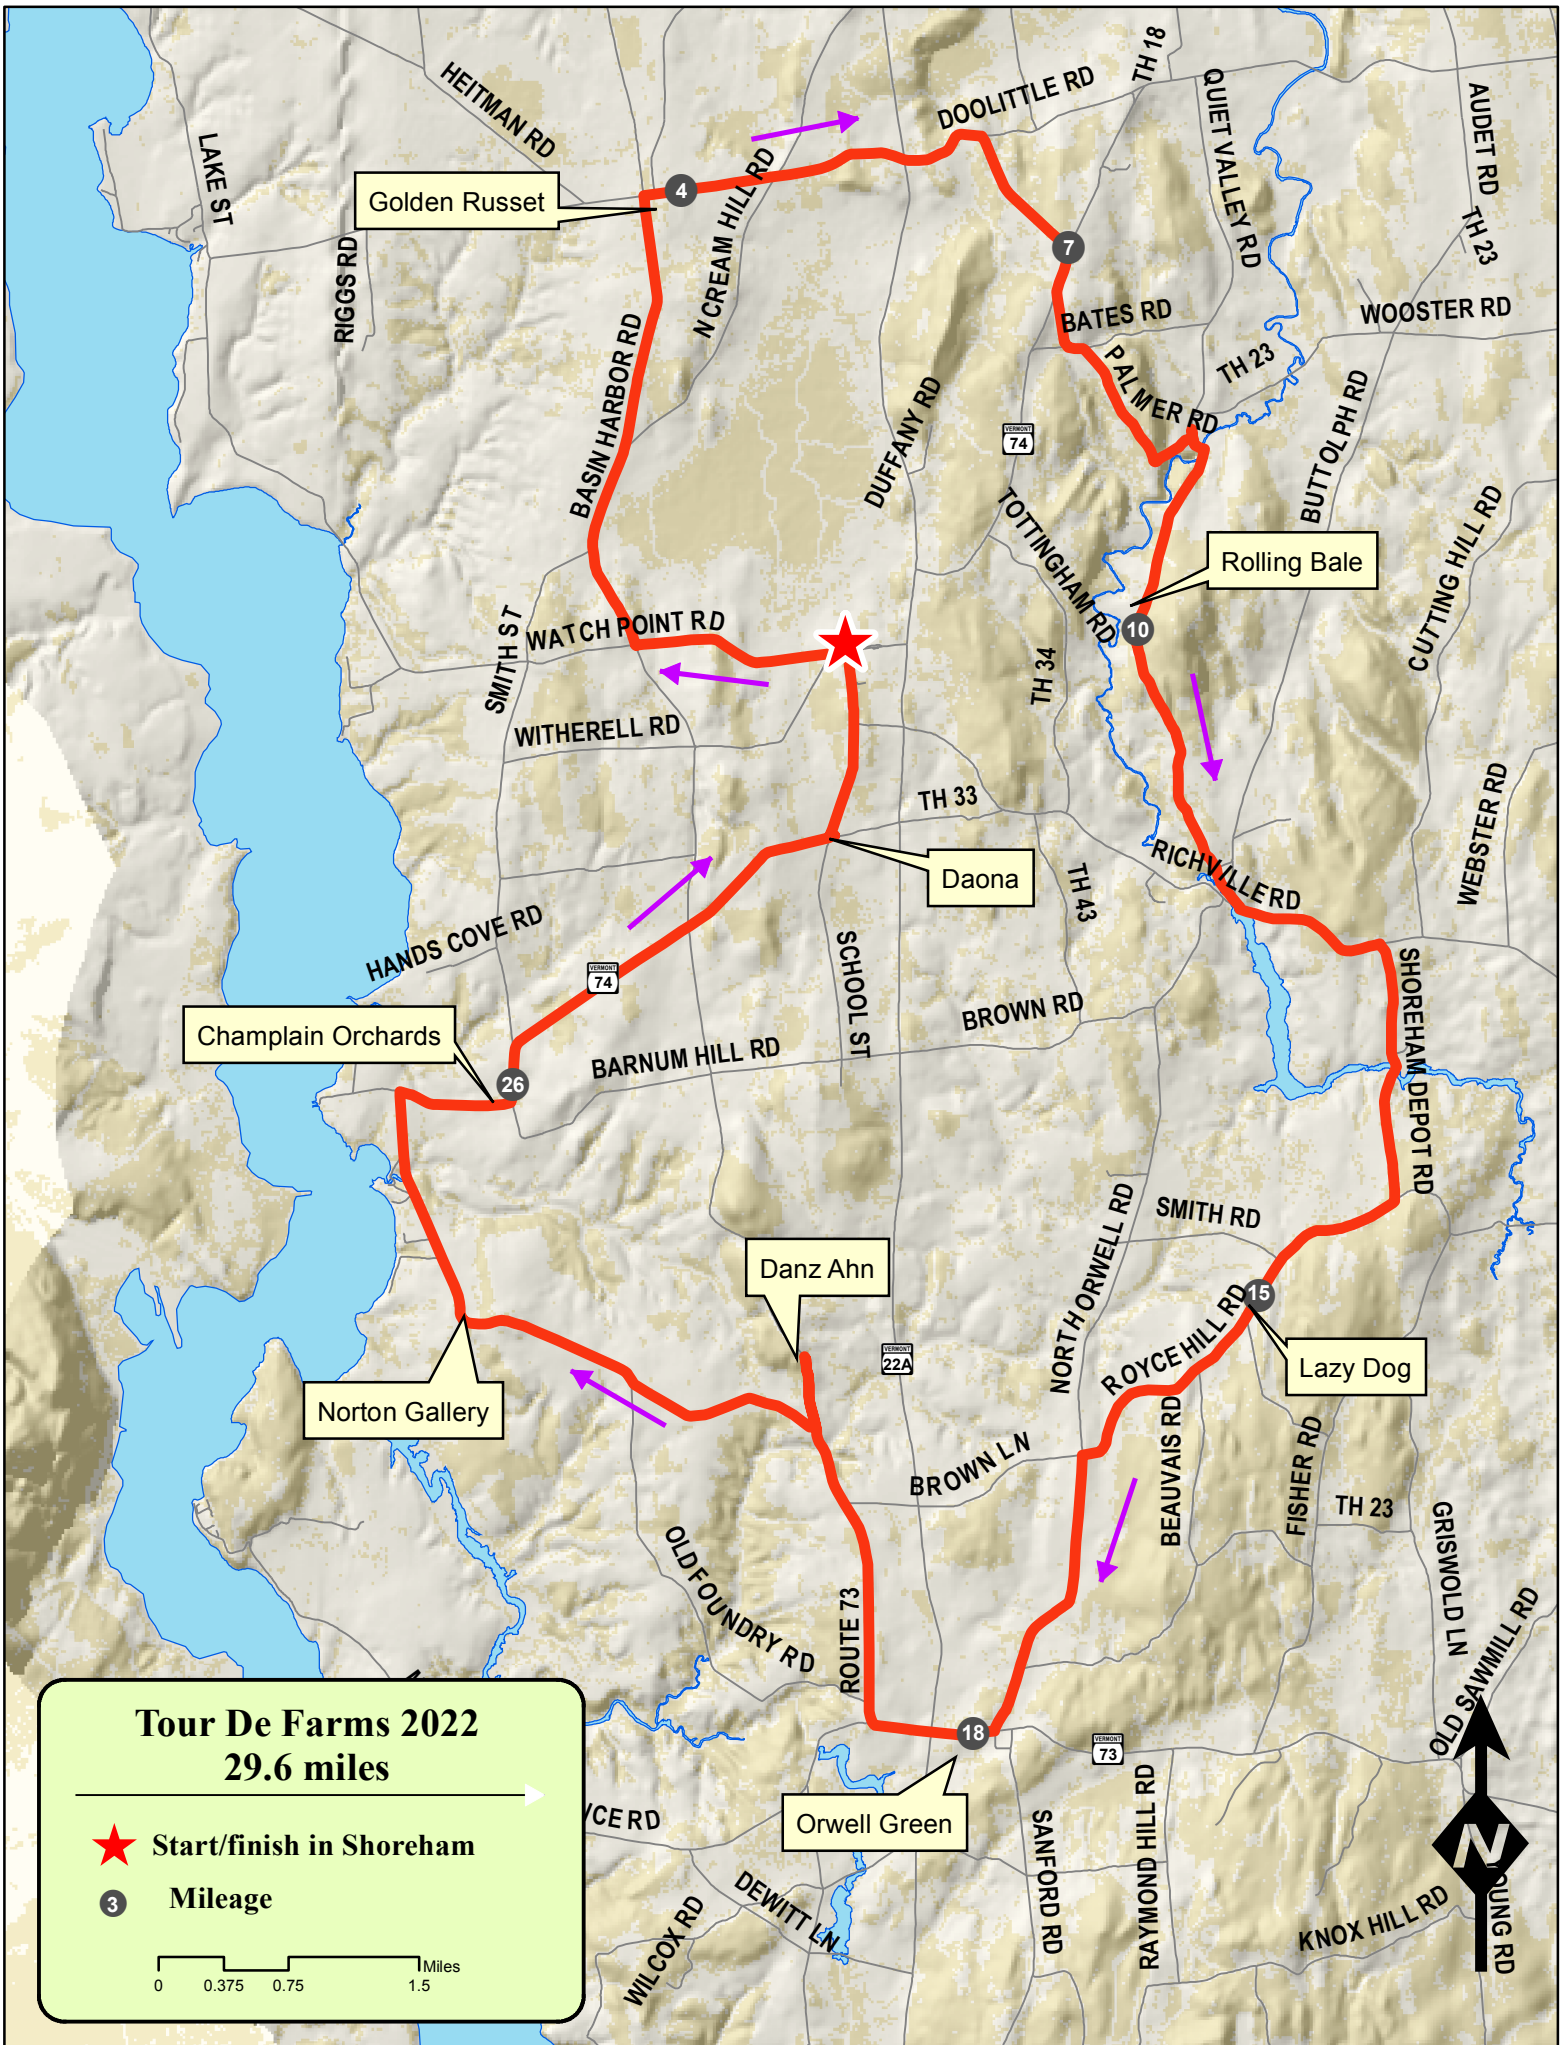 HEITMAN RD
LAKE ST
RIGGS RD
Golden Russet
4
N CREAM HILL RD
DOOLITTLE RD
TH 18
QUIET VALLEY RD
AUDET RD
TH 23
7
BATES RD
WOOSTER RD
PALMER RD
TH 23
BASIN HARBOR RD
DUFFANY RD
VERMONT
74
BUTTOLPH RD
CUTTING HILL RD
TOTTINGHAM RD
Rolling Bale
10
SMITH ST
WATCH POINT RD
TH 34
WITHERELL RD
TH 33
WEBSTER RD
RICHVILLE RD
Daona
TH 43
HANDS COVE RD
VERMONT
74
SCHOOL ST
BROWN RD
SHOREHAM DEPOT RD
Champlain Orchards
26
BARNUM HILL RD
NORTH ORWELL RD
SMITH RD
Danz Ahn
15
ROYCE HILL RD
VERMONT
22A
Lazy Dog
Norton Gallery
BROWN LN
BEAUVAIS RD
FISHER RD
TH 23
GRISWOLD LN
OLD FOUNDRY RD
ROUTE 73
OLD SAWMILL RD
18
VERMONT
73
Orwell Green
SANFORD RD
RAYMOND HILL RD
KNOX HILL RD
OUNG RD
N
DEWITT LN
WILCOX RD
CE RD
Tour De Farms 2022
29.6 miles
Start/finish in Shoreham
3 Mileage
Miles
0 0.375 0.75 1.5